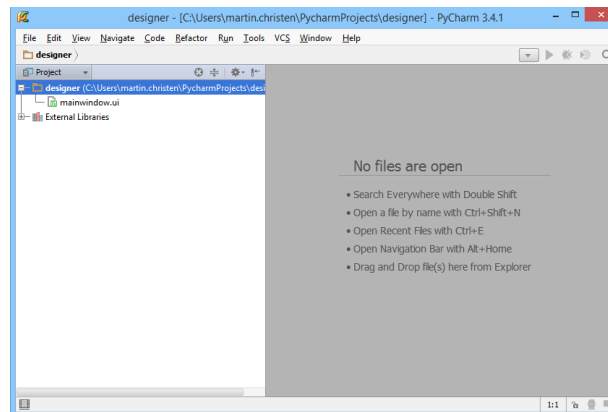 designer - [C:\Users\martin.christen\PycharmProjects\designer] - PyCharm 3.4.1
File Edit View Navigate Code Refactor Run Tools VCS Window Help
designer
Project
designer (C:\Users\martin.christen\PycharmProjects\desi
mainwindow.ui
External Libraries
No files are open
• Search Everywhere with Double Shift
• Open a file by name with Ctrl+Shift+N
• Open Recent Files with Ctrl+E
• Open Navigation Bar with Alt+Home
• Drag and Drop file(s) here from Explorer
1:1